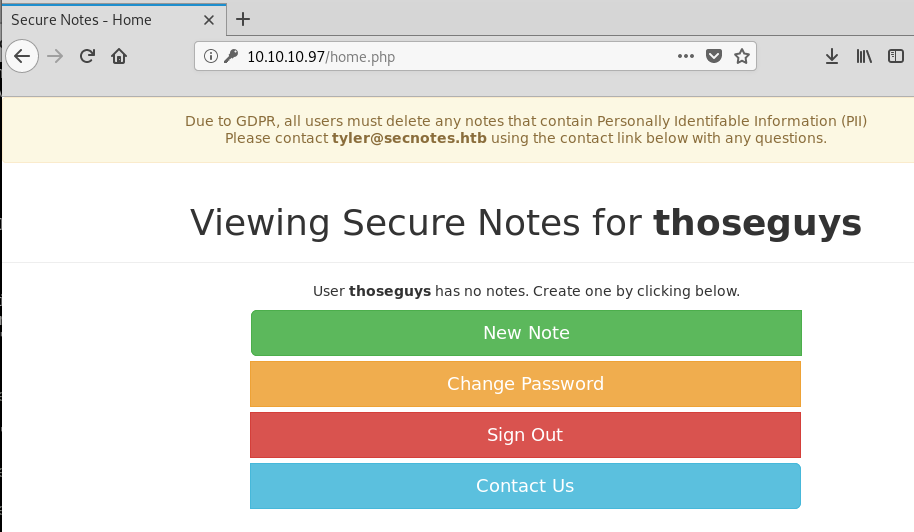 Secure Notes - Home
10.10.10.97/home.php
Due to GDPR, all users must delete any notes that contain Personally Identifable Information (PII)
Please contact tyler@secnotes.htb using the contact link below with any questions.
Viewing Secure Notes for thoseguys
User thoseguys has no notes. Create one by clicking below.
New Note
Change Password
Sign Out
Contact Us